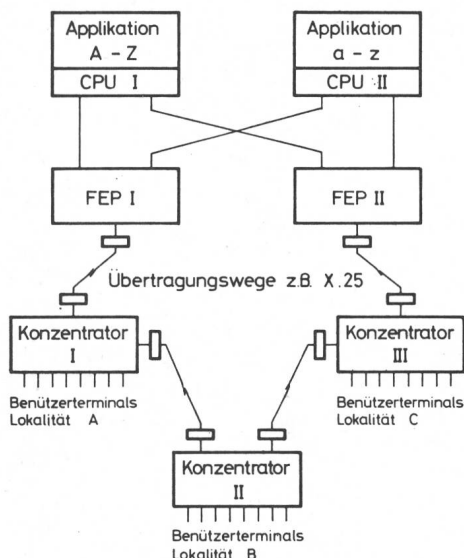 Applikation
A - Z
CPU I
Applikation
a - z
CPU II
FEP I
FEP II
Übertragungswege z.B. X.25
Konzentrator
I
Konzentrator
III
Benützerterminals
Lokalität A
Benützerterminals
Lokalität C
Konzentrator
II
Benützerterminals
Lokalität B